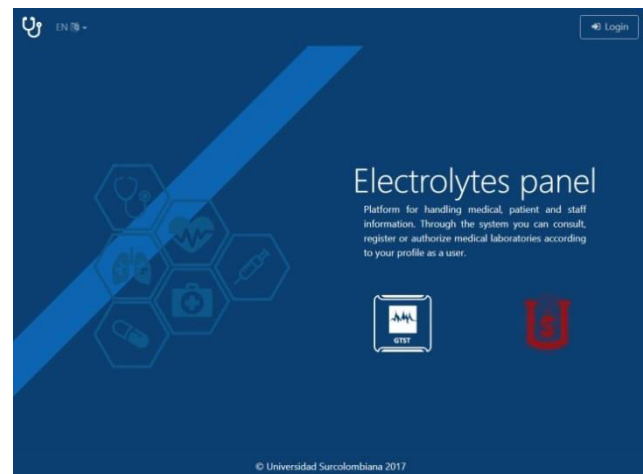 EN
Login
Electrolytes panel
Platform for handling medical, patient and staff
information. Through the system you can consult,
register or authorize medical laboratories according
to your profile as a user.
GTST
© Universidad Surcolombiana 2017